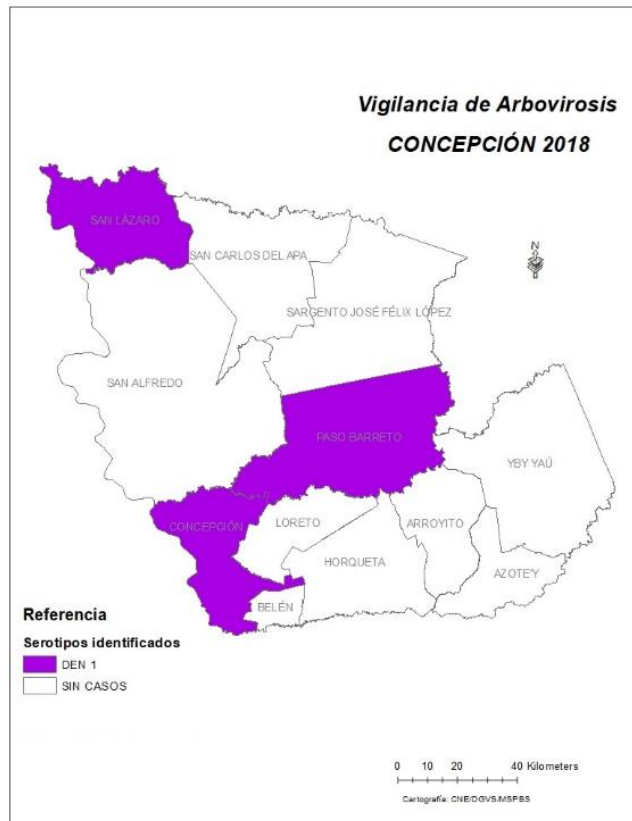 Vigilancia de Arbovirosis
CONCEPCIÓN 2018
N
SAN LÁZARO
SAN CARLOS DEL APA
SARGENTO JOSÉ FÉLIX LÓPEZ
SAN ALFREDO
PASO BARRETO
YBY YAÚ
CONCEPCIÓN
LORETO
ARROYITO
HORQUETA
AZOTE'Y
BELÉN
Referencia
Serotipos identificados
DEN 1
SIN CASOS
0 10 20 40 Kilometers
Cartografía: CNE/DGVS/MSPBS